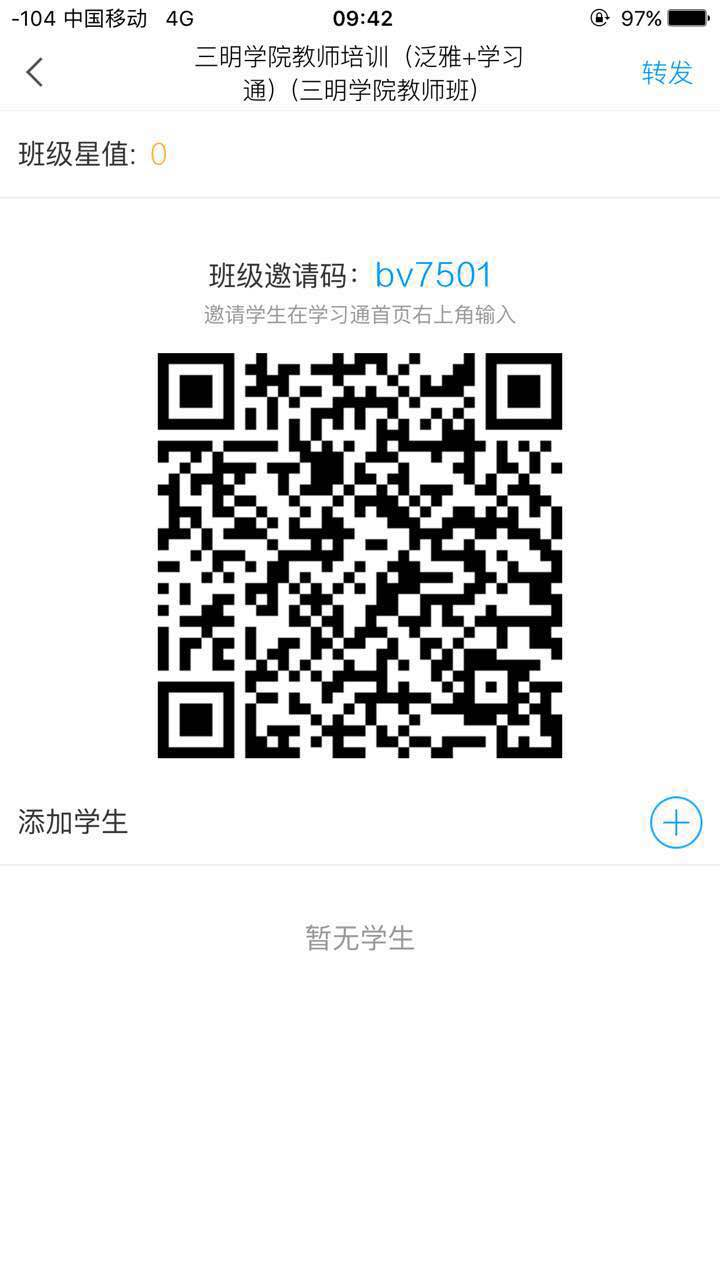 -104 中国移动 4G 09:42 97%
三明学院教师培训（泛雅+学习
通）(三明学院教师班)
转发
班级星值: 0
班级邀请码：bv7501
邀请学生在学习通首页右上角输入
添加学生
暂无学生